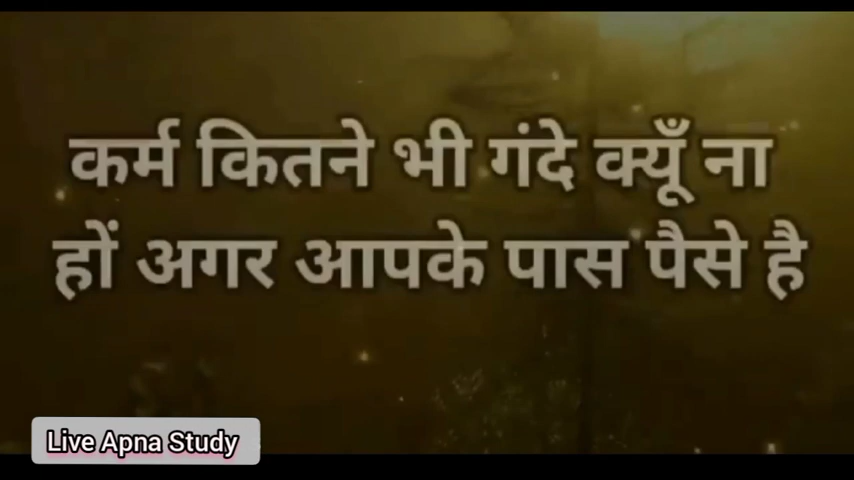 कर्म कितने भी गंदे क्यूँ ना
हों अगर आपके पास पैसे है
Live Apna Study